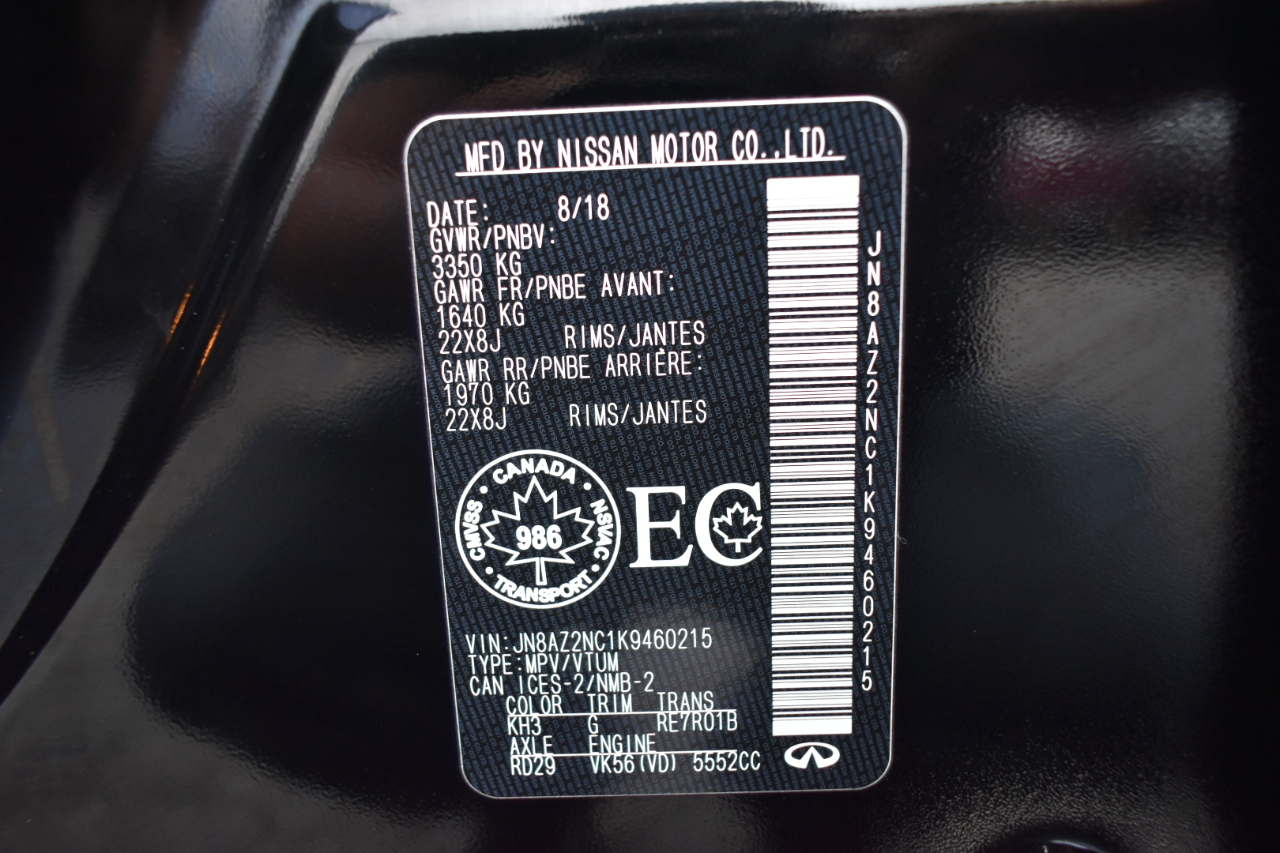 MFD BY NISSAN MOTOR CO.,LTD.
DATE: 8/18
GVWR/PNBV:
3350 KG
GAWR FR/PNBE AVANT:
1640 KG
22X8J RIMS/JANTES
GAWR RR/PNBE ARRIÈRE:
1970 KG
22X8J RIMS/JANTES
CANADA
CMVSS
986
NSVAC
TRANSPORT
EC
VIN:JN8AZ2NC1K9460215
TYPE:MPV/VTUM
CAN ICES-2/NMB-2
COLOR TRIM TRANS
KH3 G RE7R01B
AXLE ENGINE
RD29 VK56(VD) 5552CC
JN8AZ2NC1K9460215